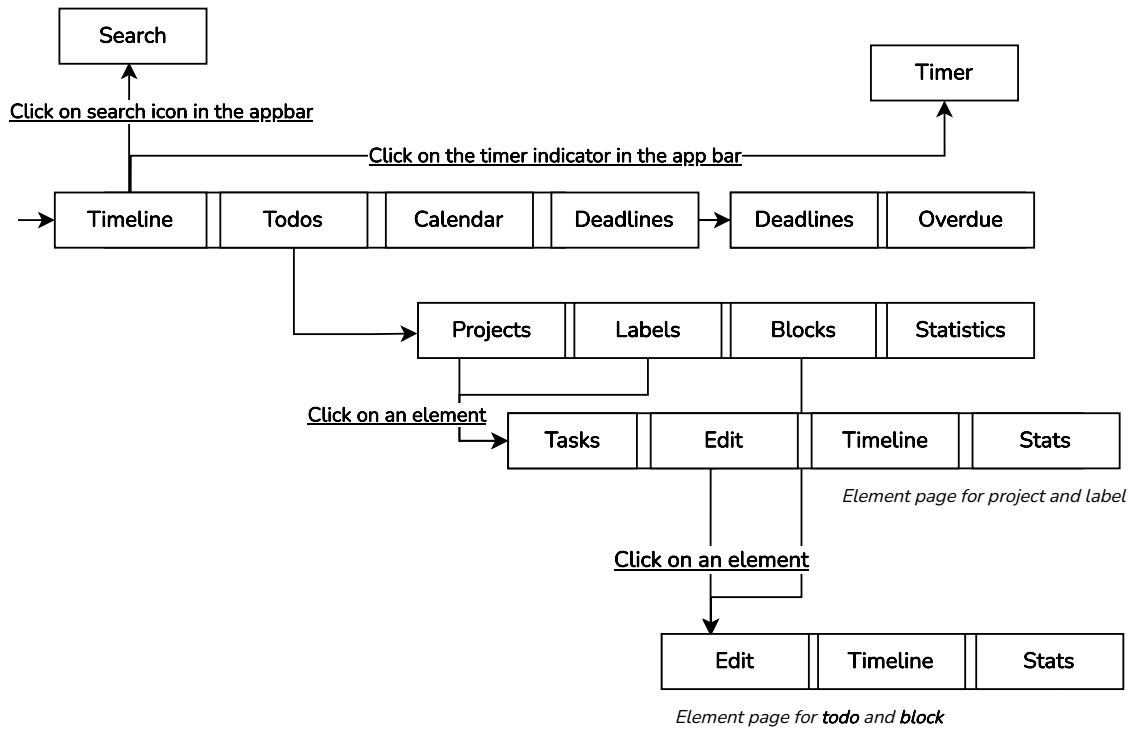 Search
Timer
Click on search icon in the appbar
Click on the timer indicator in the app bar
Timeline Todos Calendar Deadlines Deadlines Overdue
Projects Labels Blocks Statistics
Click on an element
Tasks Edit Timeline Stats
Element page for project and label
Click on an element
Edit Timeline Stats
Element page for todo and block